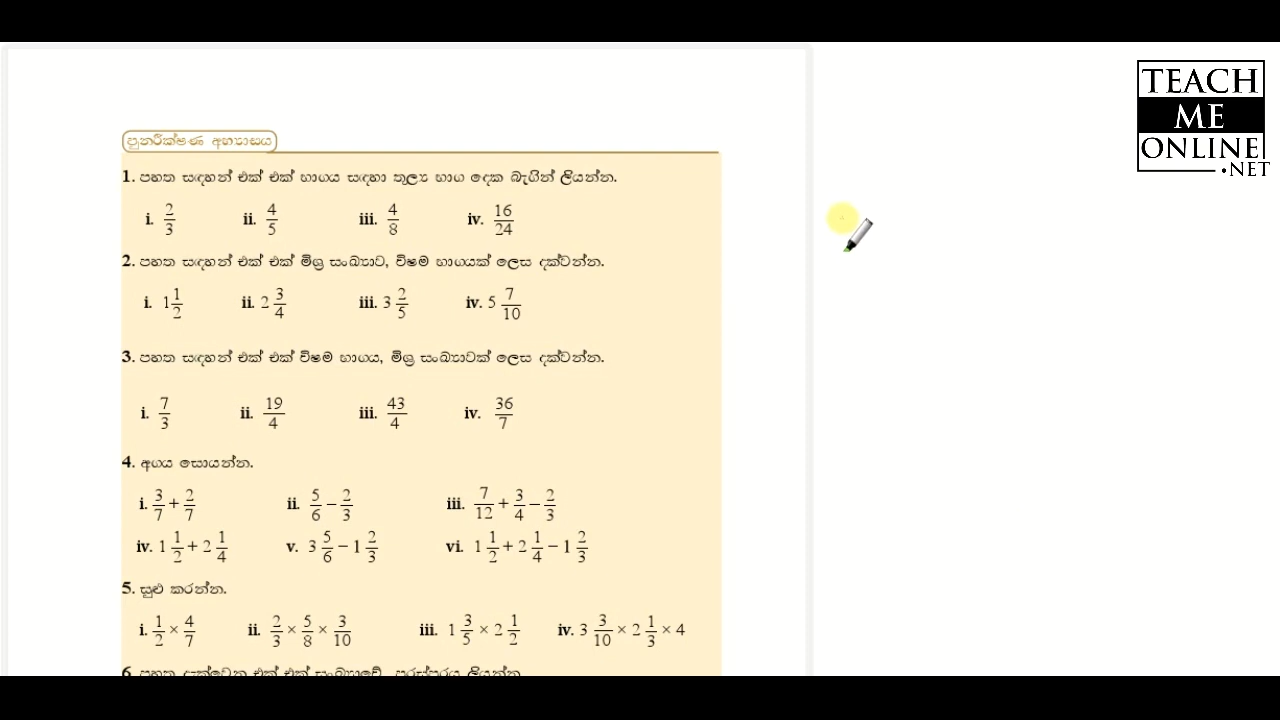 TEACH
ME
ONLINE
.NET
පුනරීක්ෂණ අභ්‍යාසය
1. පහත සඳහන් එක් එක් භාගය සඳහා තුල්‍ය භාග දෙක බැගින් ලියන්න.
i. 2/3 ii. 4/5 iii. 4/8 iv. 16/24
2. පහත සඳහන් එක් එක් මිශ්‍ර සංඛ්‍යාව, විෂම භාගයක් ලෙස දක්වන්න.
i. 1 1/2 ii. 2 3/4 iii. 3 2/5 iv. 5 7/10
3. පහත සඳහන් එක් එක් විෂම භාගය, මිශ්‍ර සංඛ්‍යාවක් ලෙස දක්වන්න.
i. 7/3 ii. 19/4 iii. 43/4 iv. 36/7
4. අගය සොයන්න.
i. 3/7 + 2/7 ii. 5/6 − 2/3 iii. 7/12 + 3/4 − 2/3
iv. 1 1/2 + 2 1/4 v. 3 5/6 − 1 2/3 vi. 1 1/2 + 2 1/4 − 1 2/3
5. සුළු කරන්න.
i. 1/2 × 4/7 ii. 2/3 × 5/8 × 3/10 iii. 1 3/5 × 2 1/2 iv. 3 3/10 × 2 1/3 × 4
6. පහත දැක්වෙන එක් එක් සංඛ්‍යාවේ පරස්පරය ලියන්න